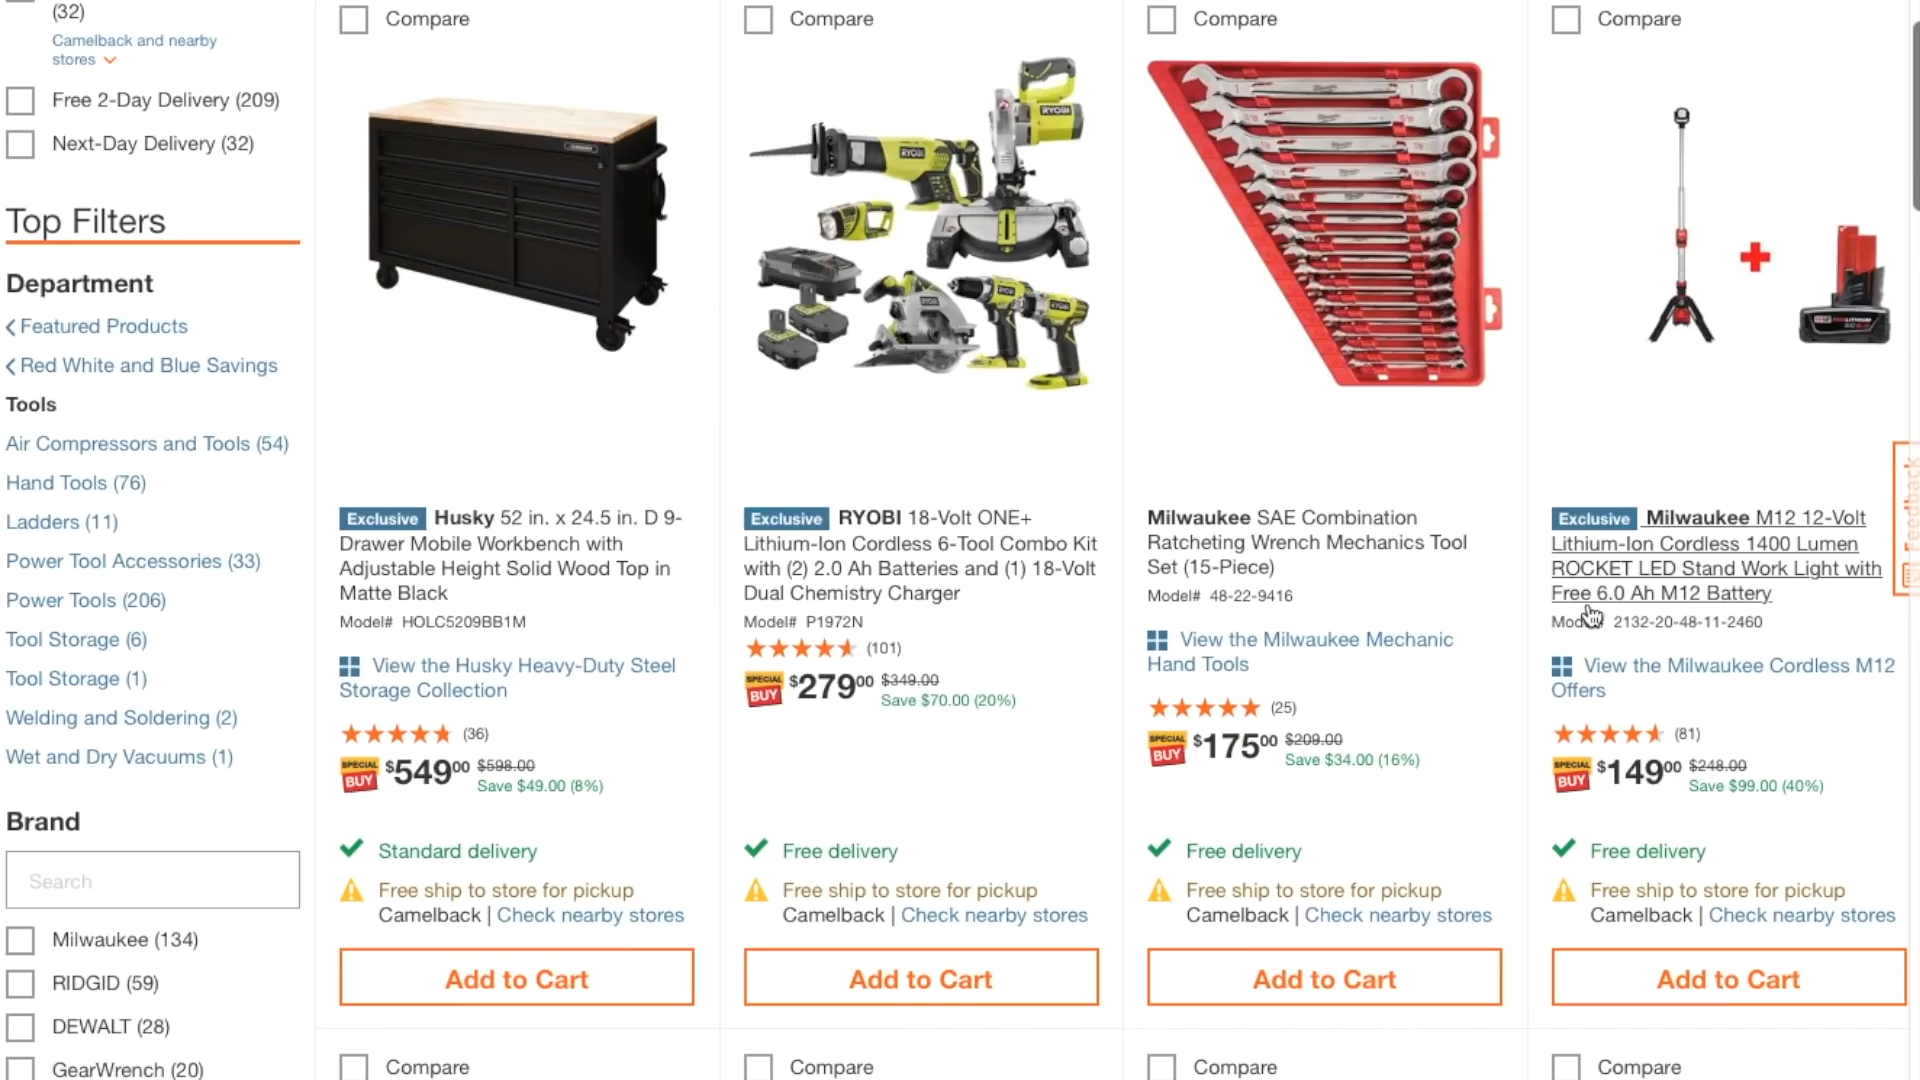 (32)
Camelback and nearby
stores
Free 2-Day Delivery (209)
Next-Day Delivery (32)
Top Filters
Department
Featured Products
Red White and Blue Savings
Tools
Air Compressors and Tools (54)
Hand Tools (76)
Ladders (11)
Power Tool Accessories (33)
Power Tools (206)
Tool Storage (6)
Tool Storage (1)
Welding and Soldering (2)
Wet and Dry Vacuums (1)
Brand
Search
Milwaukee (134)
RIDGID (59)
DEWALT (28)
GearWrench (20)
Compare
Exclusive Husky 52 in. x 24.5 in. D 9-
Drawer Mobile Workbench with
Adjustable Height Solid Wood Top in
Matte Black
Model# HOLC5209BB1M
View the Husky Heavy-Duty Steel
Storage Collection
(36)
SPECIAL BUY $54900 $598.00
Save $49.00 (8%)
Standard delivery
Free ship to store for pickup
Camelback | Check nearby stores
Add to Cart
Compare
Compare
RYOBI
RYOBI
RYOBI
RYOBI
RYOBI
Exclusive RYOBI 18-Volt ONE+
Lithium-Ion Cordless 6-Tool Combo Kit
with (2) 2.0 Ah Batteries and (1) 18-Volt
Dual Chemistry Charger
Model# P1972N
(101)
SPECIAL BUY $27900 $349.00
Save $70.00 (20%)
Free delivery
Free ship to store for pickup
Camelback | Check nearby stores
Add to Cart
Compare
Compare
Milwaukee SAE Combination
Ratcheting Wrench Mechanics Tool
Set (15-Piece)
Model# 48-22-9416
View the Milwaukee Mechanic
Hand Tools
(25)
SPECIAL BUY $17500 $209.00
Save $34.00 (16%)
Free delivery
Free ship to store for pickup
Camelback | Check nearby stores
Add to Cart
Compare
Compare
Exclusive Milwaukee M12 12-Volt
Lithium-Ion Cordless 1400 Lumen
ROCKET LED Stand Work Light with
Free 6.0 Ah M12 Battery
2132-20-48-11-2460
View the Milwaukee Cordless M12
Offers
(81)
SPECIAL BUY $14900 $248.00
Save $99.00 (40%)
Free delivery
Free ship to store for pickup
Camelback | Check nearby stores
Add to Cart
Compare
Feedback